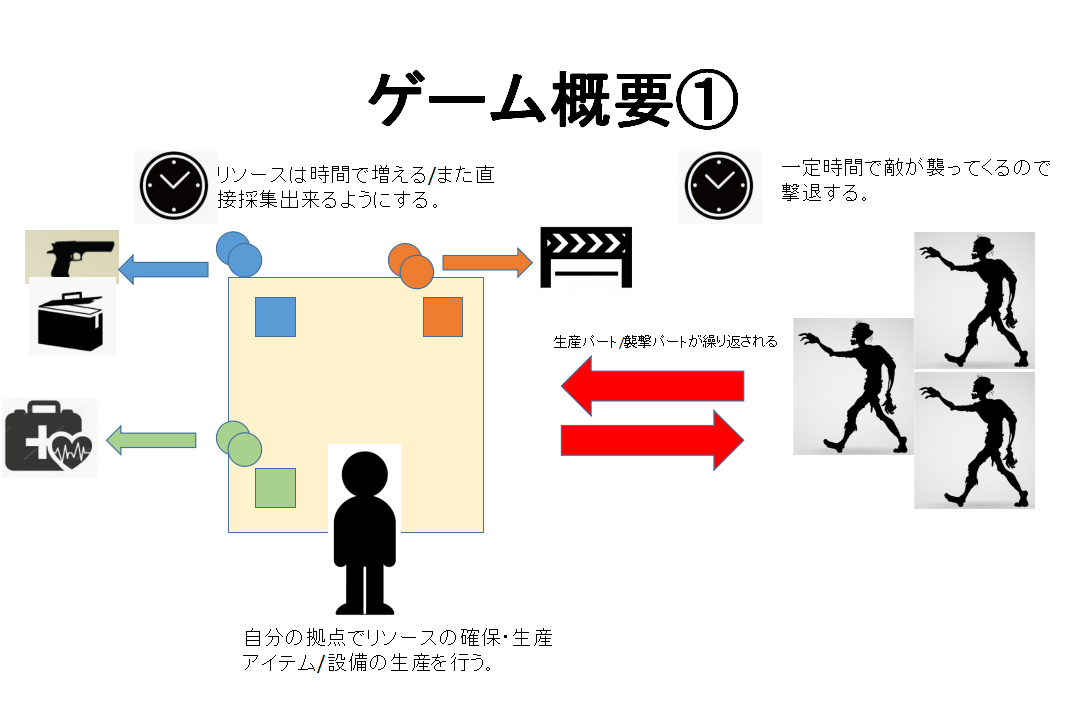 ゲーム概要①
リソースは時間で増える/また直
接採集出来るようにする。
一定時間で敵が襲ってくるので
撃退する。
生産パート/襲撃パートが繰り返される
自分の拠点でリソースの確保・生産
アイテム/設備の生産を行う。